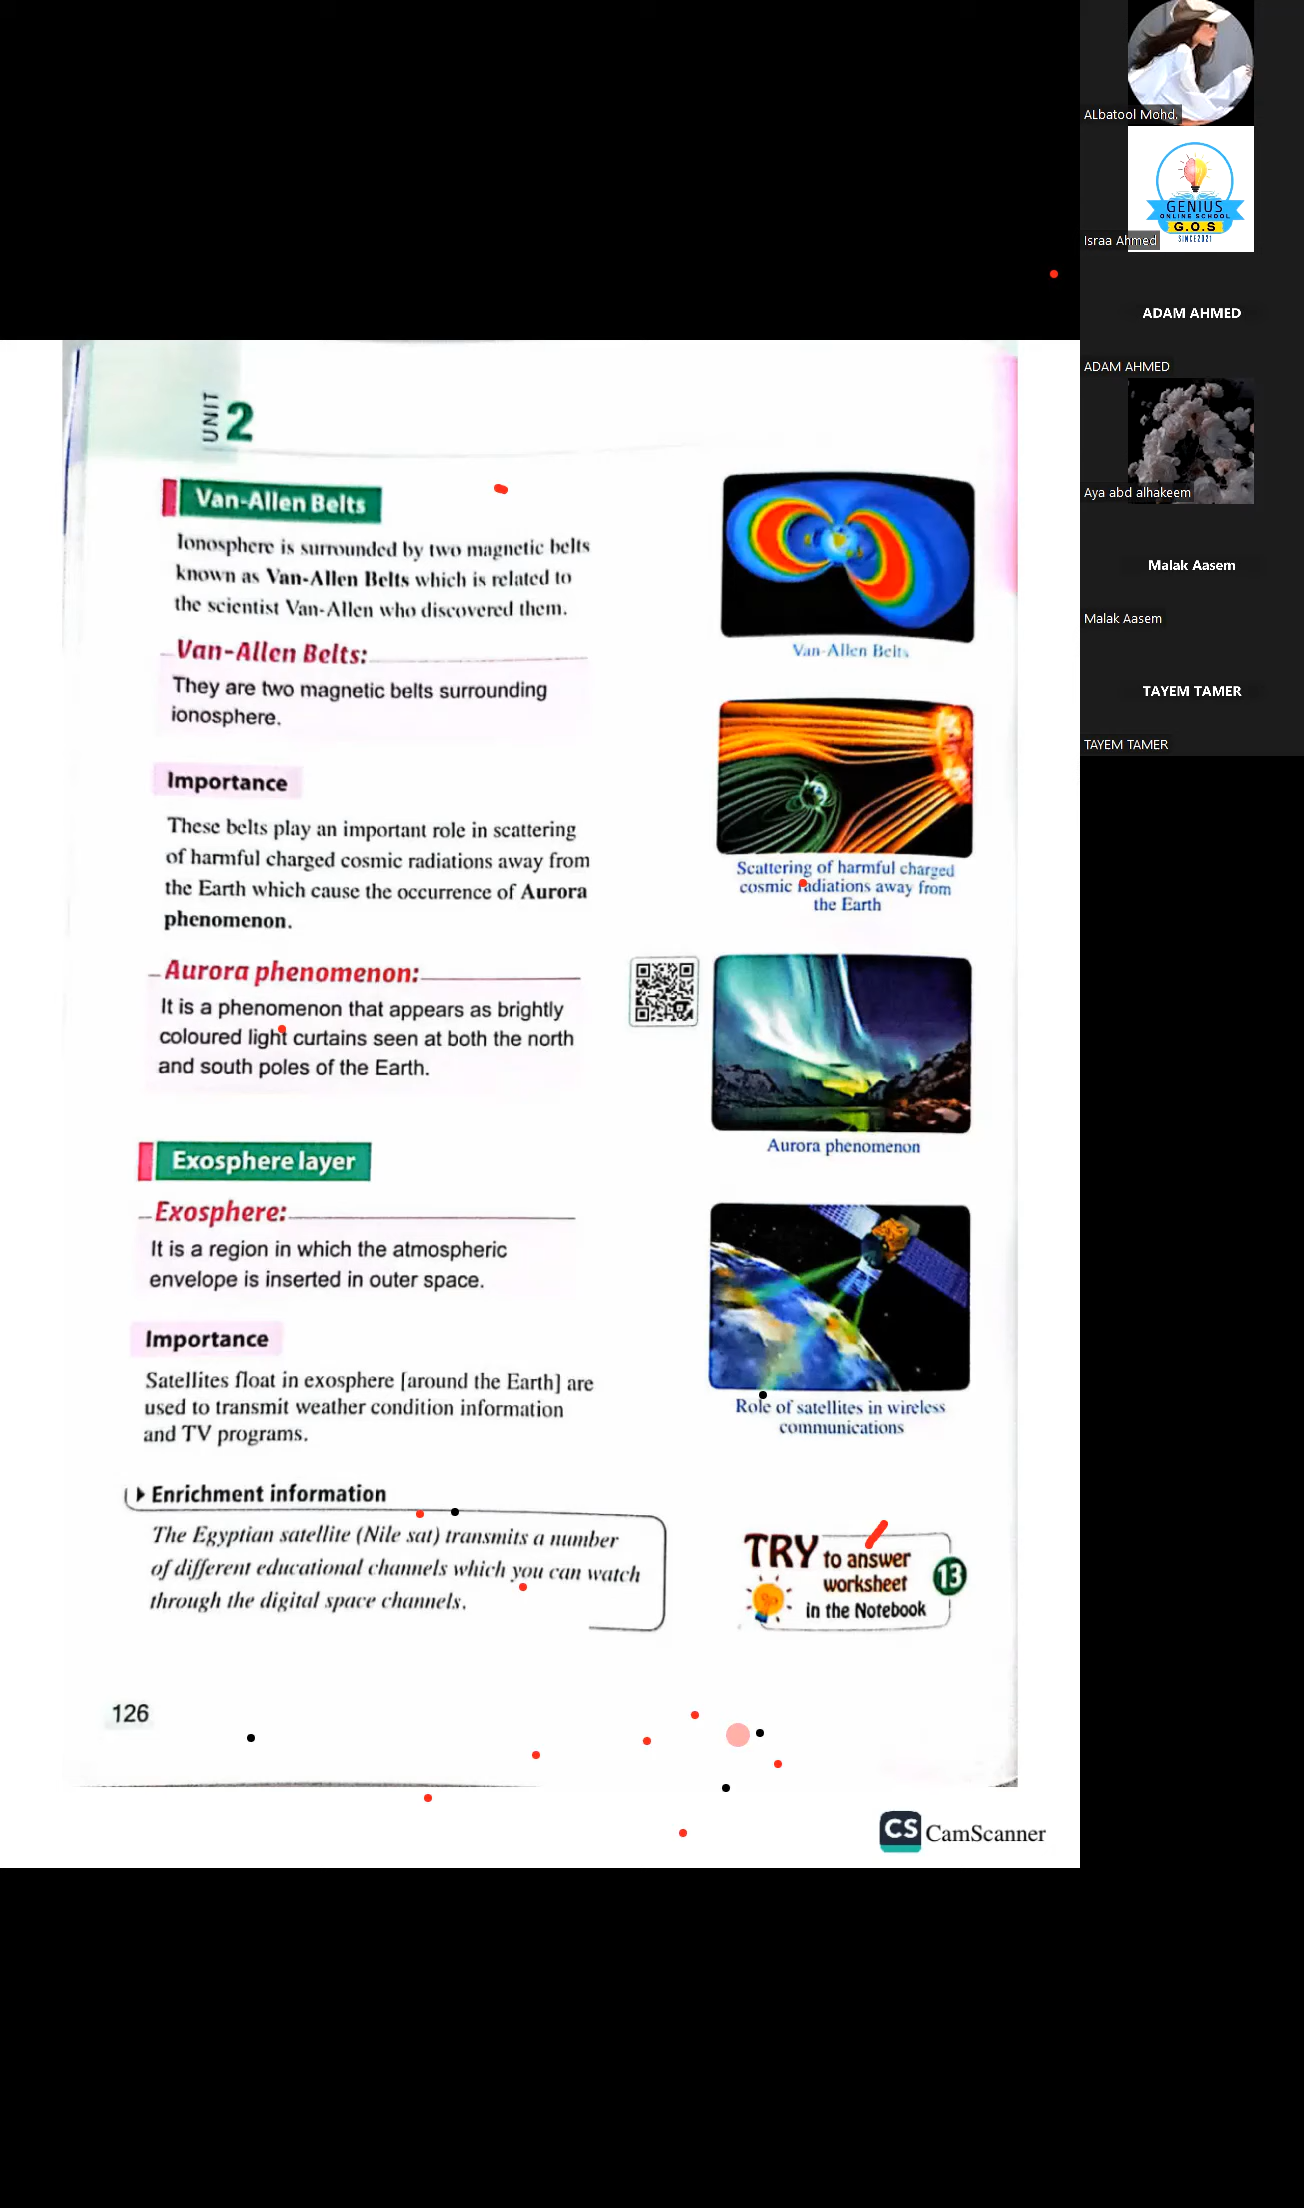 ALbatool Mohd.
GENIUS
ONLINE SCHOOL
G.O.S
SINCE2021
Israa Ahmed
ADAM AHMED
ADAM AHMED
Aya abd alhakeem
Malak Aasem
Malak Aasem
TAYEM TAMER
TAYEM TAMER
UNIT 2
Van-Allen Belts
Ionosphere is surrounded by two magnetic belts
known as Van-Allen Belts which is related to
the scientist Van-Allen who discovered them.
Van-Allen Belts:
They are two magnetic belts surrounding
ionosphere.
Importance
These belts play an important role in scattering
of harmful charged cosmic radiations away from
the Earth which cause the occurrence of Aurora
phenomenon.
Aurora phenomenon:
It is a phenomenon that appears as brightly
coloured light curtains seen at both the north
and south poles of the Earth.
Exosphere layer
Exosphere:
It is a region in which the atmospheric
envelope is inserted in outer space.
Importance
Satellites float in exosphere [around the Earth] are
used to transmit weather condition information
and TV programs.
Enrichment information
The Egyptian satellite (Nile sat) transmits a number
of different educational channels which you can watch
through the digital space channels.
Van-Allen Belts
Scattering of harmful charged
cosmic radiations away from
the Earth
Aurora phenomenon
Role of satellites in wireless
communications
TRY to answer
worksheet 13
in the Notebook
126
CS CamScanner